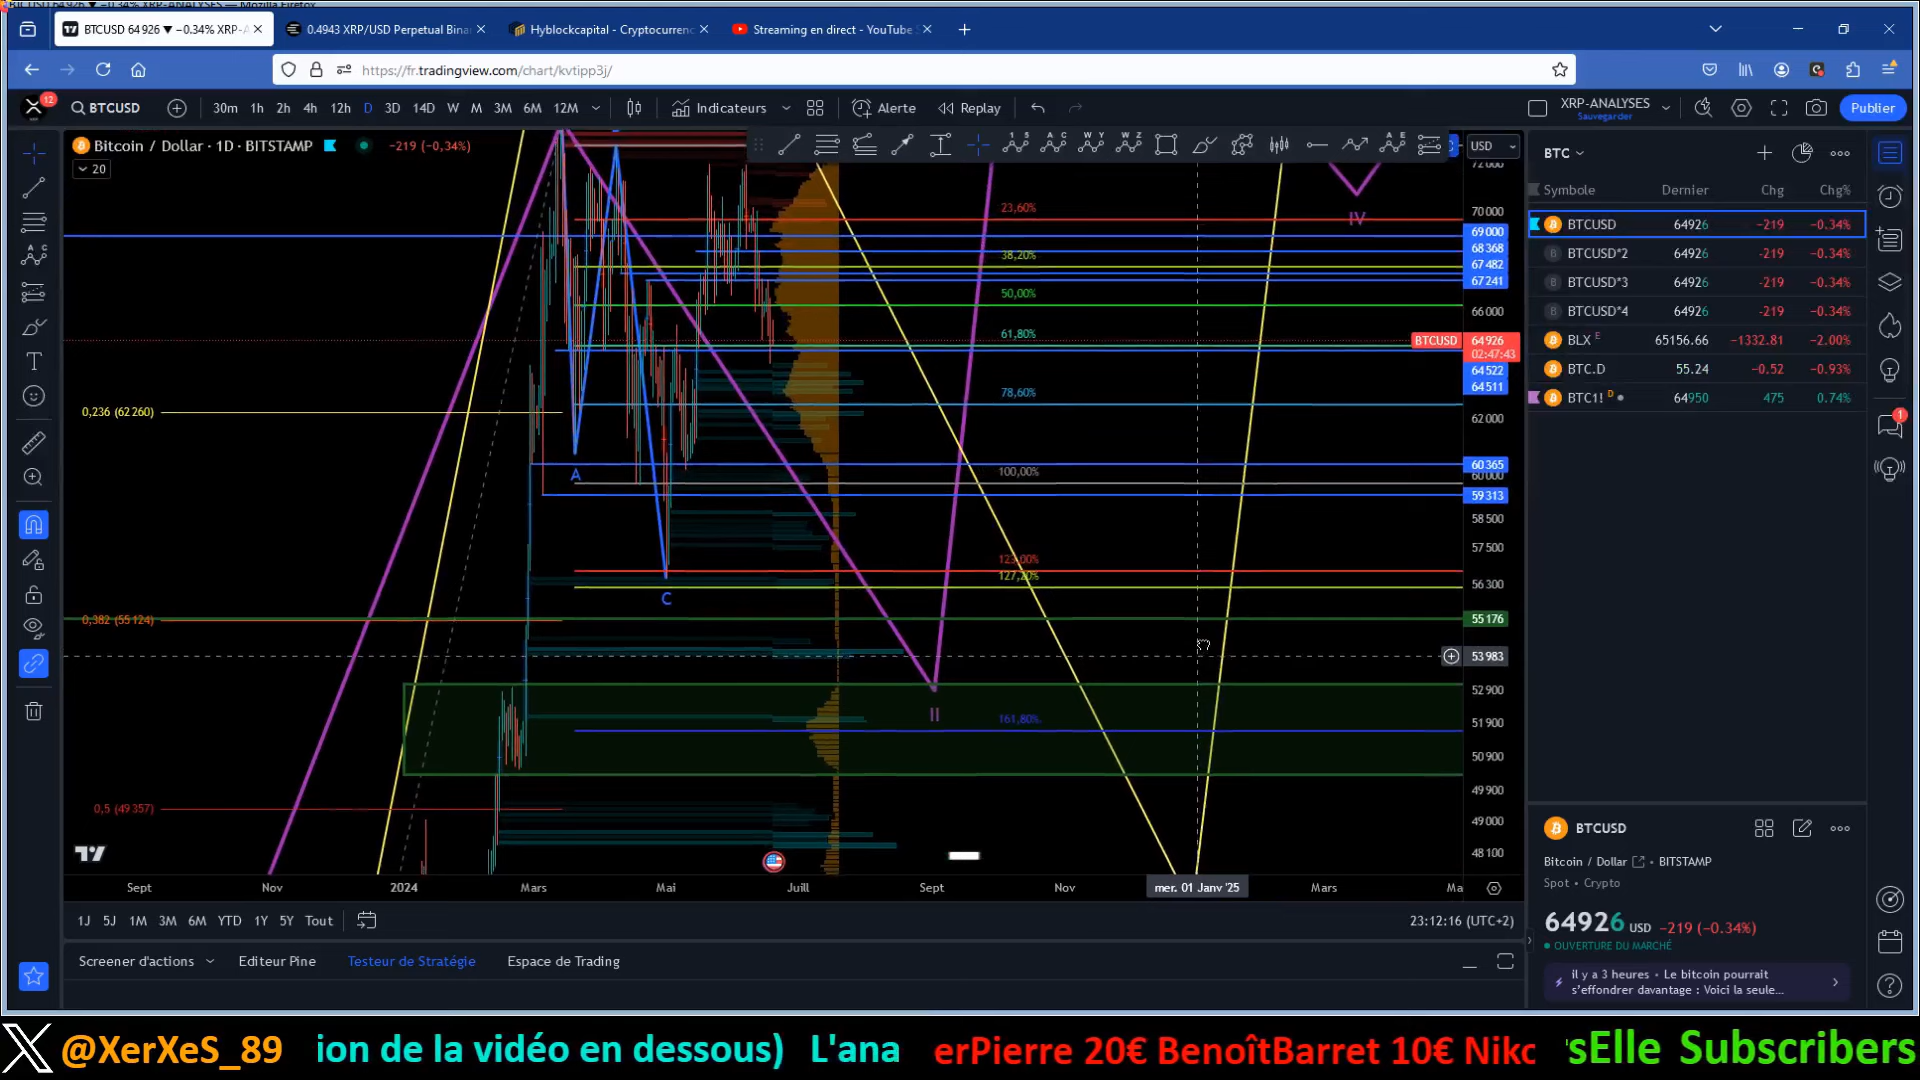 BTCUSD 64 926 ▼ −0.34% XRP-A
0.4943 XRP/USD Perpetual Bina
Hyblockcapital - Cryptocurrenc
Streaming en direct - YouTube
https://fr.tradingview.com/chart/kvtipp3j/
12
BTCUSD
30m 1h 2h 4h 12h D 3D 14D W M 3M 6M 12M
Indicateurs
Alerte
Replay
XRP-ANALYSES
Sauvegarder
Publier
Bitcoin / Dollar · 1D · BITSTAMP
-219 (-0,34%)
20
USD
72 000
70 000
69 000
68 368
67 482
67 241
66 000
BTCUSD 64 926
02:47:43
64 522
64 511
62 000
60 365
60 000
59 313
58 500
57 500
56 300
55 176
53 983
52 900
51 900
50 900
49 900
49 000
48 100
23,60%
38,20%
50,00%
61,80%
78,60%
100,00%
123,00%
127,20%
161,80%
0,236 (62 260)
0,382 (55 124)
0,5 (49 357)
A
C
II
IV
Sept Nov 2024 Mars Mai Juill Sept Nov mer. 01 Janv '25 Mars Ma
1J 5J 1M 3M 6M YTD 1Y 5Y Tout
23:12:16 (UTC+2)
Screener d'actions
Editeur Pine
Testeur de Stratégie
Espace de Trading
BTC
Symbole Dernier Chg Chg%
BTCUSD 64926 -219 -0.34%
BTCUSD*2 64926 -219 -0.34%
BTCUSD*3 64926 -219 -0.34%
BTCUSD*4 64926 -219 -0.34%
BLX E 65156.66 -1332.81 -2.00%
BTC.D 55.24 -0.52 -0.93%
BTC1! D 64950 475 0.74%
1
BTCUSD
Bitcoin / Dollar BITSTAMP
Spot • Crypto
64926 USD -219 (-0.34%)
OUVERTURE DU MARCHÉ
il y a 3 heures • Le bitcoin pourrait
s'effondrer davantage : Voici la seule...
@XerXeS_89
ion de la vidéo en dessous) L'ana
erPierre 20€ BenoîtBarret 10€ Nikc
sElle Subscribers